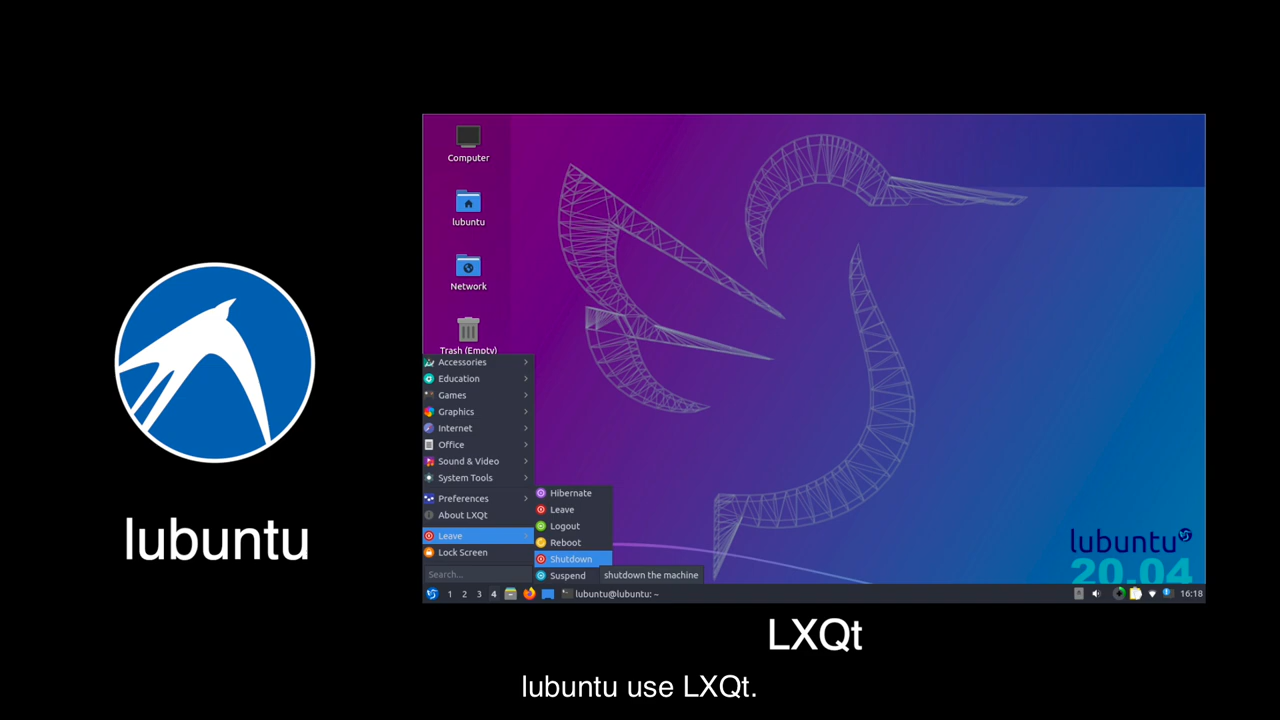 Computer
lubuntu
Network
Trash (Empty)
Accessories
Education
Games
Graphics
Internet
Office
Sound & Video
System Tools
Preferences
About LXQt
Leave
Lock Screen
Search...
Hibernate
Leave
Logout
Reboot
Shutdown
Suspend
shutdown the machine
lubuntu
20.04
1 2 3 4 lubuntu@lubuntu: ~ 16:18
lubuntu
LXQt
lubuntu use LXQt.